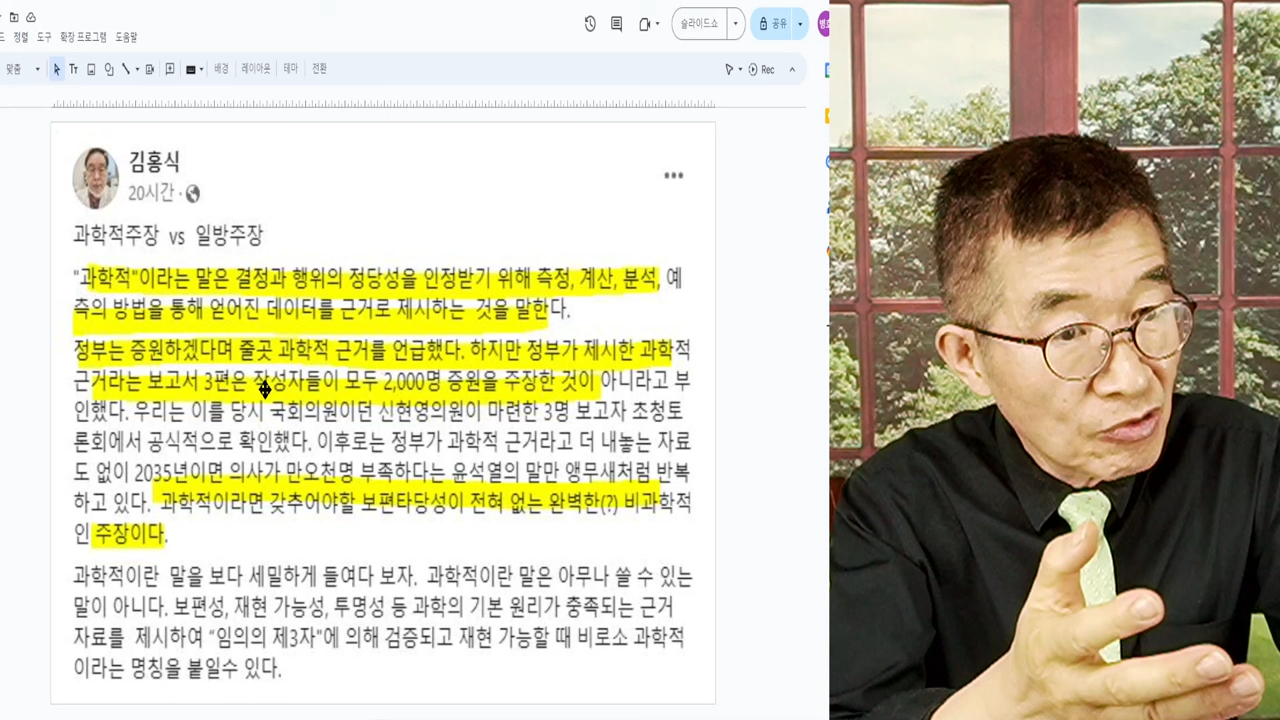 정렬 도구 확장 프로그램 도움말
슬라이드쇼
공유
맞춤
배경 레이아웃 테마 전환
Rec
김홍식
20시간
과학적주장 vs 일방주장
"과학적"이라는 말은 결정과 행위의 정당성을 인정받기 위해 측정, 계산, 분석, 예
측의 방법을 통해 얻어진 데이터를 근거로 제시하는 것을 말한다.
정부는 증원하겠다며 줄곳 과학적 근거를 언급했다. 하지만 정부가 제시한 과학적
근거라는 보고서 3편은 작성자들이 모두 2,000명 증원을 주장한 것이 아니라고 부
인했다. 우리는 이를 당시 국회의원이던 신현영의원이 마련한 3명 보고자 초청토
론회에서 공식적으로 확인했다. 이후로는 정부가 과학적 근거라고 더 내놓는 자료
도 없이 2035년이면 의사가 만오천명 부족하다는 윤석열의 말만 앵무새처럼 반복
하고 있다. 과학적이라면 갖추어야할 보편타당성이 전혀 없는 완벽한(?) 비과학적
인 주장이다.
과학적이란 말을 보다 세밀하게 들여다 보자. 과학적이란 말은 아무나 쓸 수 있는
말이 아니다. 보편성, 재현 가능성, 투명성 등 과학의 기본 원리가 충족되는 근거
자료를 제시하여 "임의의 제3자"에 의해 검증되고 재현 가능할 때 비로소 과학적
이라는 명칭을 붙일수 있다.